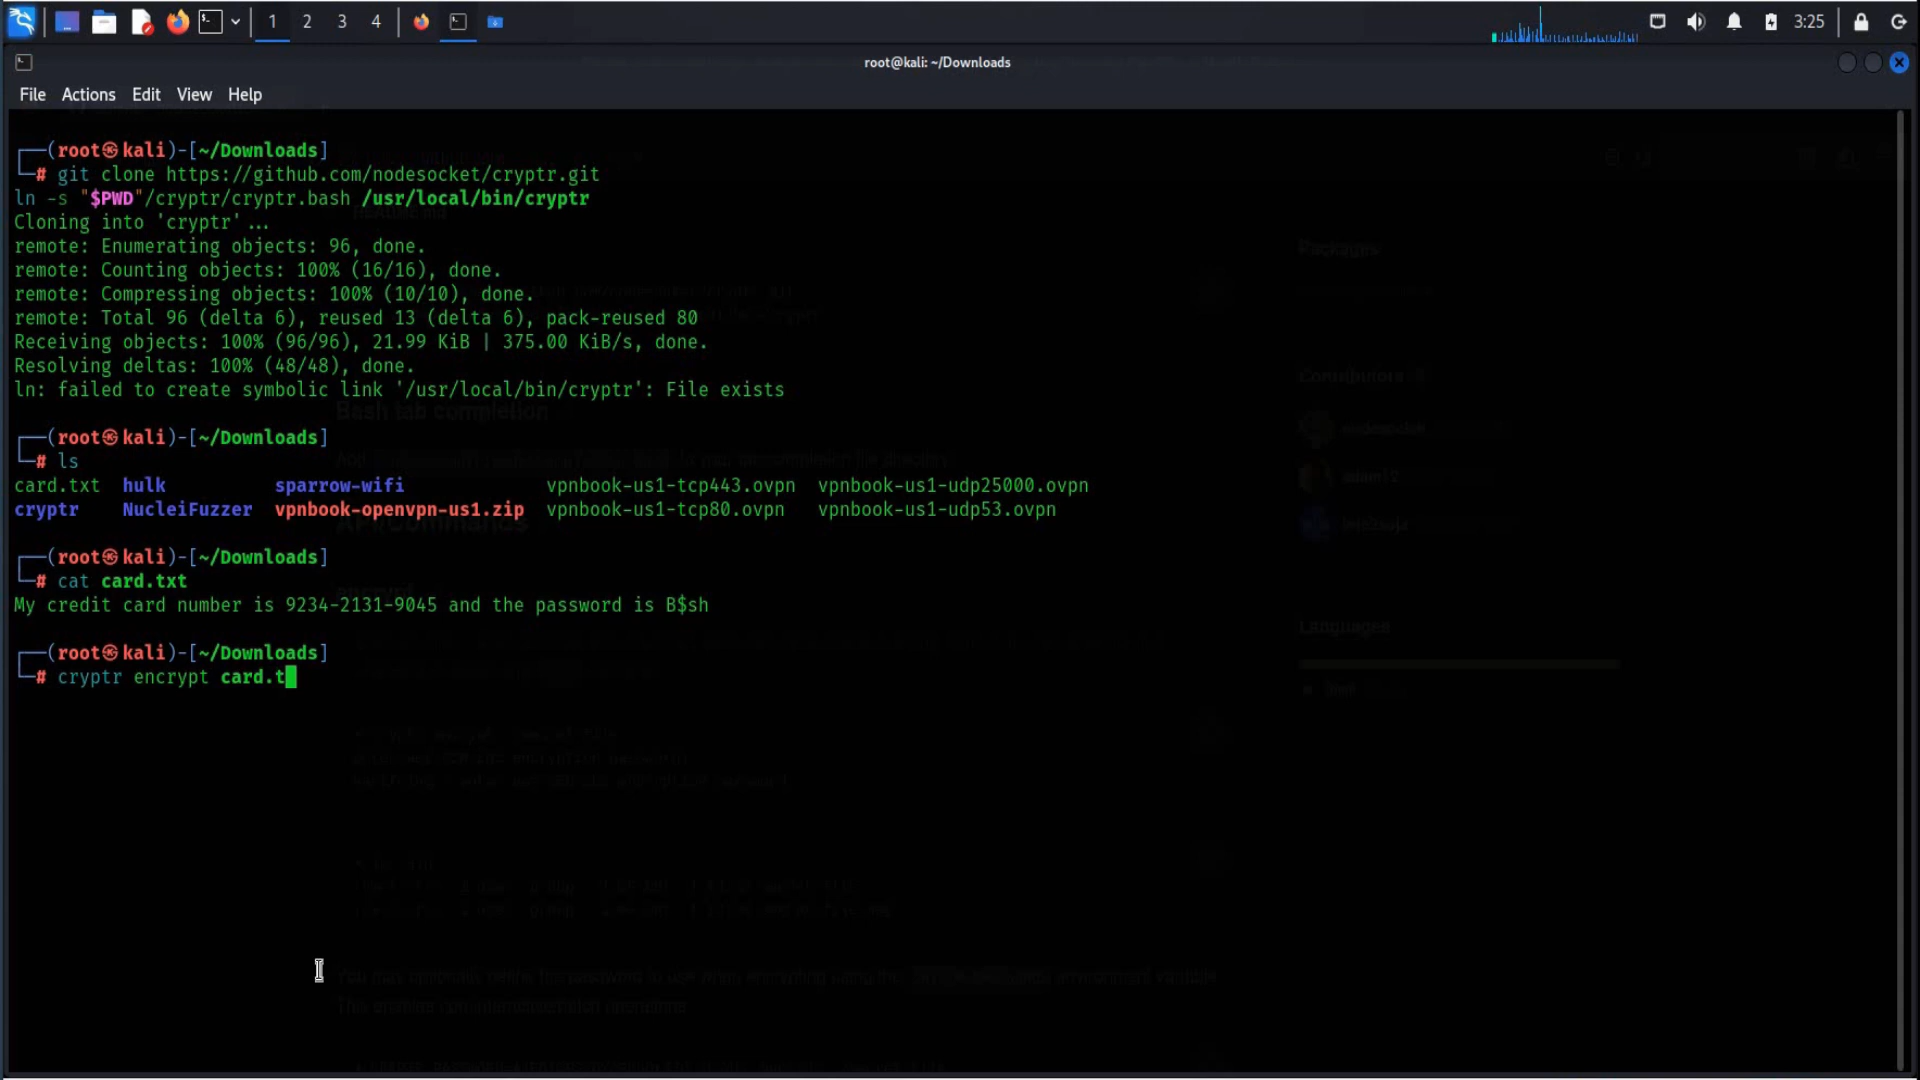 1 2 3 4 3:25
root@kali: ~/Downloads
File Actions Edit View Help
┌──(root㉿kali)-[~/Downloads]
└─# git clone https://github.com/nodesocket/cryptr.git
ln -s "$PWD"/cryptr/cryptr.bash /usr/local/bin/cryptr
Cloning into 'cryptr'...
remote: Enumerating objects: 96, done.
remote: Counting objects: 100% (16/16), done.
remote: Compressing objects: 100% (10/10), done.
remote: Total 96 (delta 6), reused 13 (delta 6), pack-reused 80
Receiving objects: 100% (96/96), 21.99 KiB | 375.00 KiB/s, done.
Resolving deltas: 100% (48/48), done.
ln: failed to create symbolic link '/usr/local/bin/cryptr': File exists
Bash tab completion
┌──(root㉿kali)-[~/Downloads]
└─# ls
card.txt hulk sparrow-wifi vpnbook-us1-tcp443.ovpn vpnbook-us1-udp25000.ovpn
cryptr NucleiFuzzer vpnbook-openvpn-us1.zip vpnbook-us1-tcp80.ovpn vpnbook-us1-udp53.ovpn
┌──(root㉿kali)-[~/Downloads]
└─# cat card.txt
My credit card number is 9234-2131-9045 and the password is B$sh
┌──(root㉿kali)-[~/Downloads]
└─# cryptr encrypt card.t
Packages
Contributors
Languages